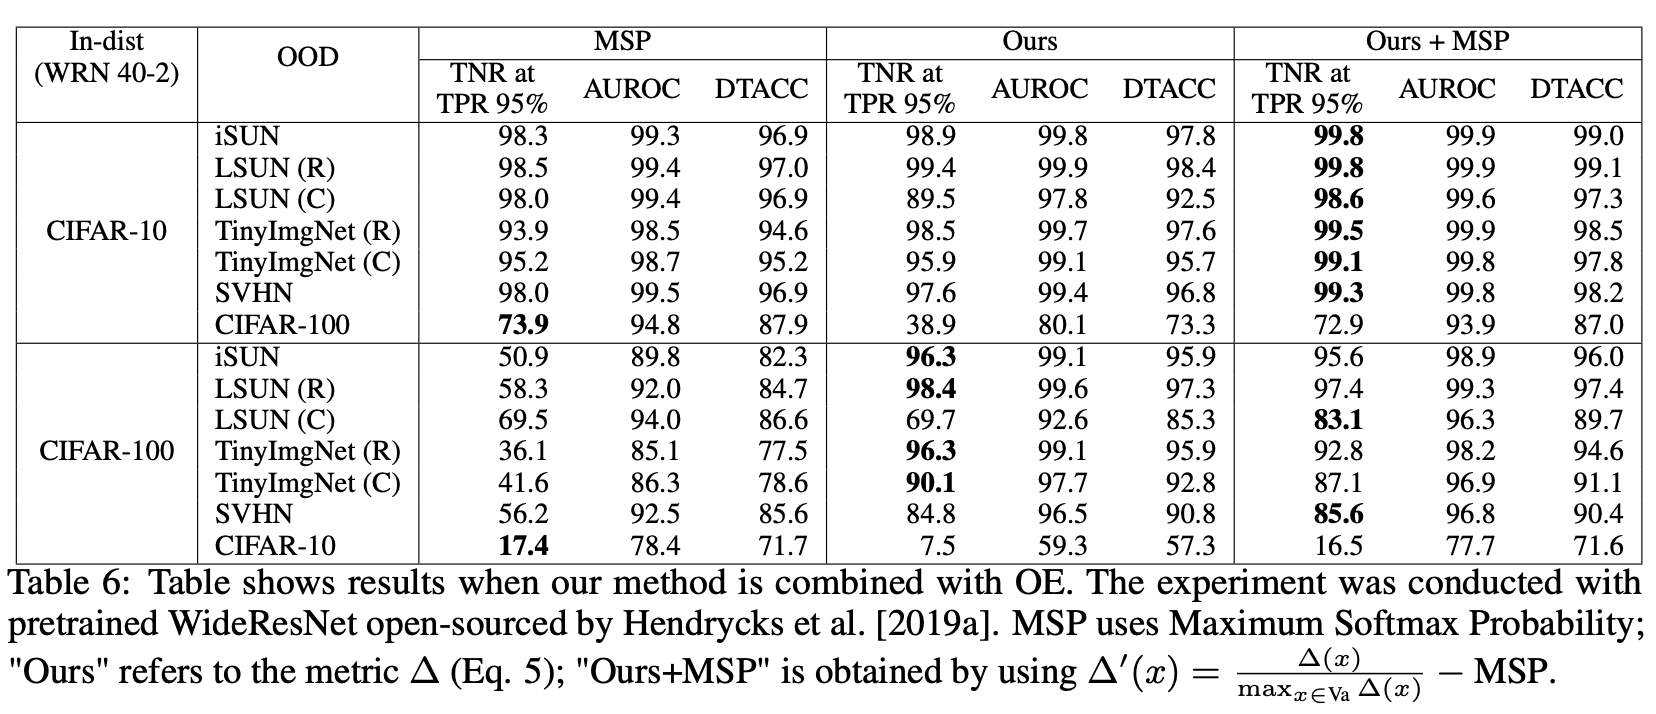 In-dist (WRN 40-2) OOD MSP Ours Ours + MSP
TNR at TPR 95% AUROC DTACC TNR at TPR 95% AUROC DTACC TNR at TPR 95% AUROC DTACC
CIFAR-10
iSUN 98.3 99.3 96.9 98.9 99.8 97.8 99.8 99.9 99.0
LSUN (R) 98.5 99.4 97.0 99.4 99.9 98.4 99.8 99.9 99.1
LSUN (C) 98.0 99.4 96.9 89.5 97.8 92.5 98.6 99.6 97.3
TinyImgNet (R) 93.9 98.5 94.6 98.5 99.7 97.6 99.5 99.9 98.5
TinyImgNet (C) 95.2 98.7 95.2 95.9 99.1 95.7 99.1 99.8 97.8
SVHN 98.0 99.5 96.9 97.6 99.4 96.8 99.3 99.8 98.2
CIFAR-100 73.9 94.8 87.9 38.9 80.1 73.3 72.9 93.9 87.0
CIFAR-100
iSUN 50.9 89.8 82.3 96.3 99.1 95.9 95.6 98.9 96.0
LSUN (R) 58.3 92.0 84.7 98.4 99.6 97.3 97.4 99.3 97.4
LSUN (C) 69.5 94.0 86.6 69.7 92.6 85.3 83.1 96.3 89.7
TinyImgNet (R) 36.1 85.1 77.5 96.3 99.1 95.9 92.8 98.2 94.6
TinyImgNet (C) 41.6 86.3 78.6 90.1 97.7 92.8 87.1 96.9 91.1
SVHN 56.2 92.5 85.6 84.8 96.5 90.8 85.6 96.8 90.4
CIFAR-10 17.4 78.4 71.7 7.5 59.3 57.3 16.5 77.7 71.6
Table 6: Table shows results when our method is combined with OE. The experiment was conducted with
pretrained WideResNet open-sourced by Hendrycks et al. [2019a]. MSP uses Maximum Softmax Probability;
"Ours" refers to the metric Δ (Eq. 5); "Ours+MSP" is obtained by using Δ′(x) = Δ(x) / max x∈Va Δ(x) − MSP.